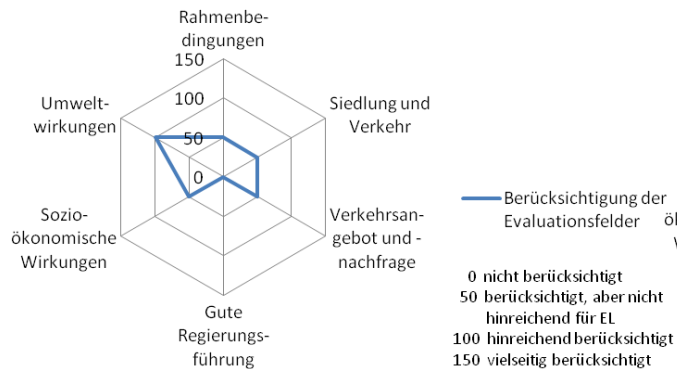 Rahmenbe-
dingungen
150
100
50
0
Umwelt-
wirkungen
Siedlung und
Verkehr
Sozio-
ökonomische
Wirkungen
Verkehrsan-
gebot und -
nachfrage
Gute
Regierungs-
führung
Berücksichtigung der
Evaluationsfelder
0 nicht berücksichtigt
50 berücksichtigt, aber nicht
hinreichend für EL
100 hinreichend berücksichtigt
150 vielseitig berücksichtigt